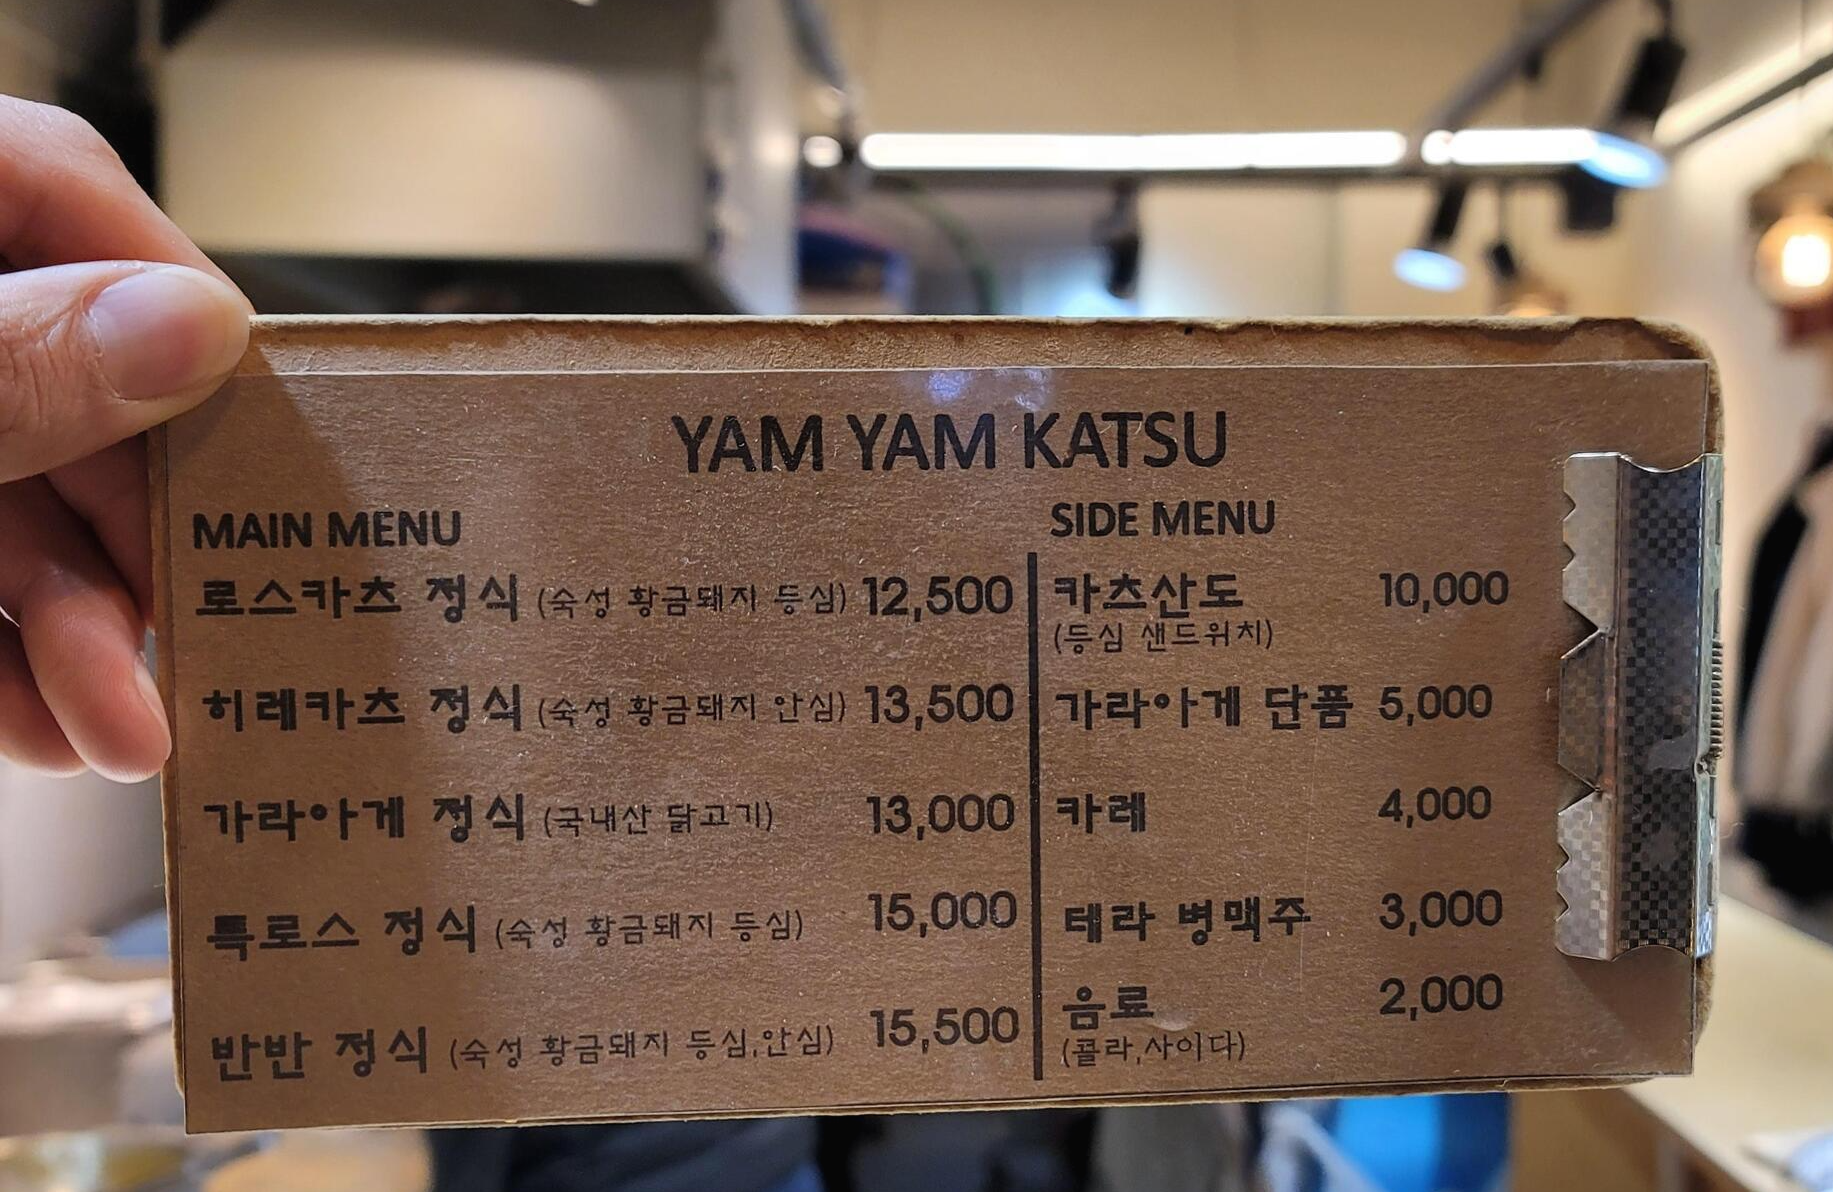 YAM YAM KATSU
MAIN MENU
로스카츠 정식 (숙성 황금돼지 등심) 12,500
히레카츠 정식 (숙성 황금돼지 안심) 13,500
가라아게 정식 (국내산 닭고기) 13,000
특로스 정식 (숙성 황금돼지 등심) 15,000
반반 정식 (숙성 황금돼지 등심,안심) 15,500
SIDE MENU
카츠산도 10,000
(등심 샌드위치)
가라아게 단품 5,000
카레 4,000
테라 병맥주 3,000
음료 2,000
(콜라,사이다)